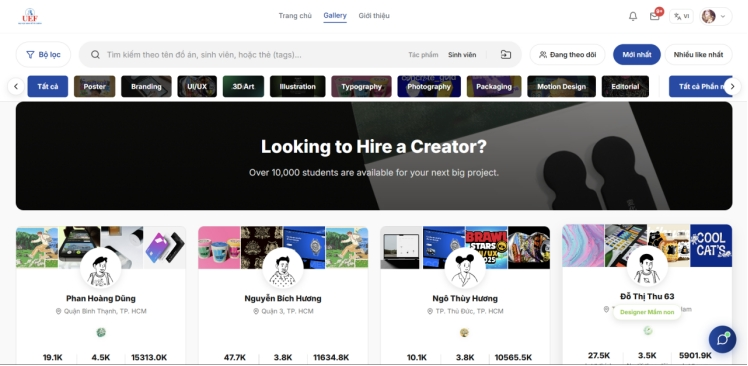 UEF
Trang chủ Gallery Giới thiệu
9+ VI
Bộ lọc Tìm kiếm theo tên đồ án, sinh viên, hoặc thẻ (tags)... Tác phẩm Sinh viên Đang theo dõi Mới nhất Nhiều like nhất
Tất cả Poster Branding UI/UX 3D Art Illustration Typography Photography Packaging Motion Design Editorial Tất cả Phần
Looking to Hire a Creator?
Over 10,000 students are available for your next big project.
BRAWL
STARS
UI/UX
2025
COOL
CAT'S
Phan Hoàng Dũng
Quận Bình Thạnh, TP. HCM
19.1K 4.5K 15313.0K
Nguyễn Bích Hương
Quận 3, TP. HCM
47.7K 3.8K 11634.8K
Ngô Thùy Hương
TP. Thủ Đức, TP. HCM
10.1K 3.8K 10565.5K
Đỗ Thị Thu 63
Designer Mầm non
27.5K 3.5K 5901.9K